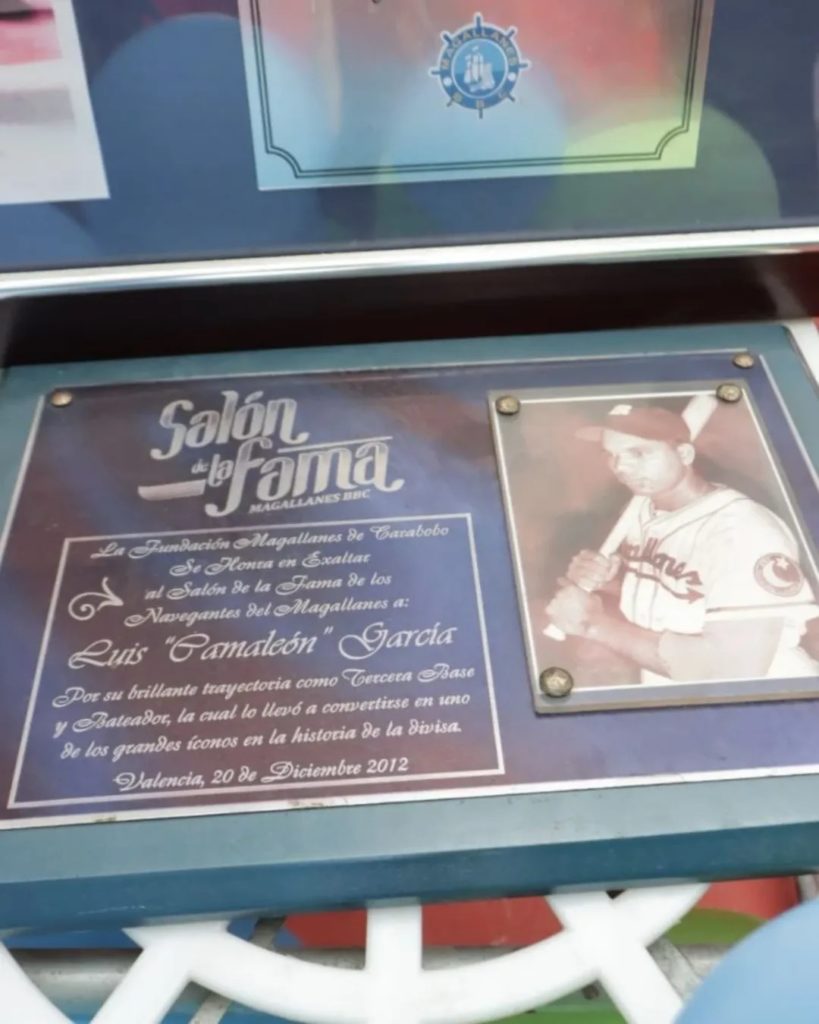 MAGALLANES
B B C
Salón
de la Fama
MAGALLANES BBC
La Fundación Magallanes de Carabobo
Se Honra en Exaltar
al Salón de la Fama de los
Navegantes del Magallanes a:
Luis "Camaleón" García
Por su brillante trayectoria como Tercera Base
y Bateador, la cual lo llevó a convertirse en uno
de los grandes íconos en la historia de la divisa.
Valencia, 20 de Diciembre 2012
Magallanes